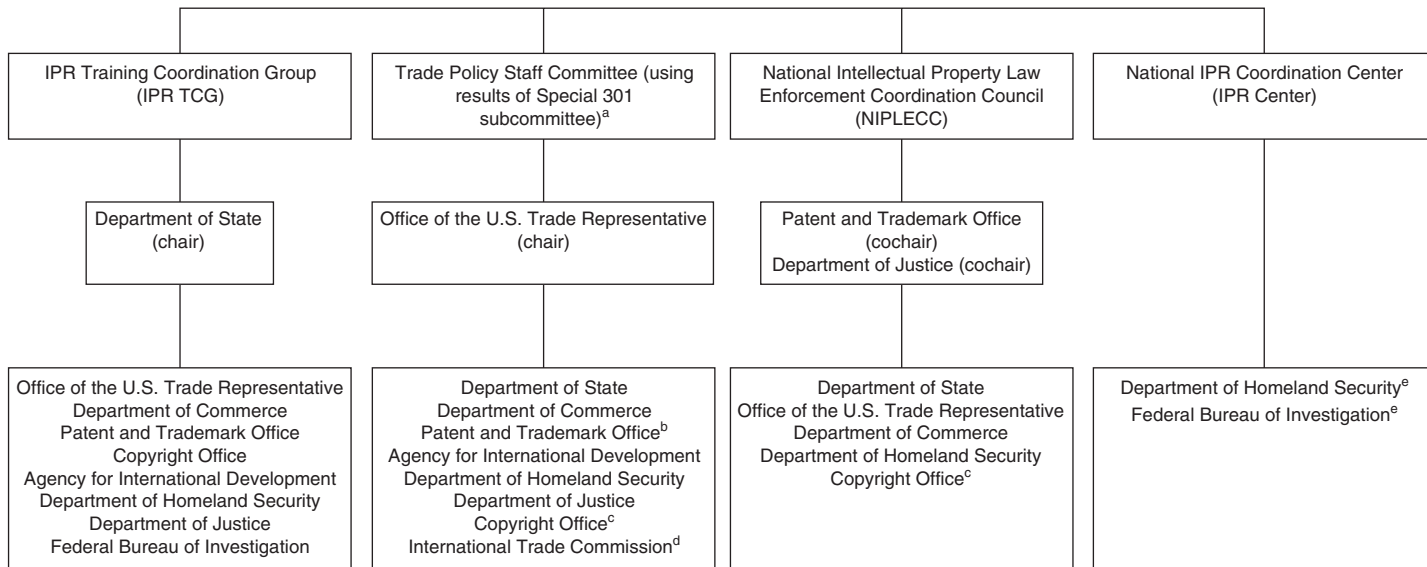 IPR Training Coordination Group
(IPR TCG)
Trade Policy Staff Committee (using
results of Special 301
subcommittee)a
National Intellectual Property Law
Enforcement Coordination Council
(NIPLECC)
National IPR Coordination Center
(IPR Center)
Department of State
(chair)
Office of the U.S. Trade Representative
(chair)
Patent and Trademark Office
(cochair)
Department of Justice (cochair)
Office of the U.S. Trade Representative
Department of Commerce
Patent and Trademark Office
Copyright Office
Agency for International Development
Department of Homeland Security
Department of Justice
Federal Bureau of Investigation
Department of State
Department of Commerce
Patent and Trademark Officeb
Agency for International Development
Department of Homeland Security
Department of Justice
Copyright Officec
International Trade Commissiond
Department of State
Office of the U.S. Trade Representative
Department of Commerce
Department of Homeland Security
Copyright Officec
Department of Homeland Securitye
Federal Bureau of Investigatione